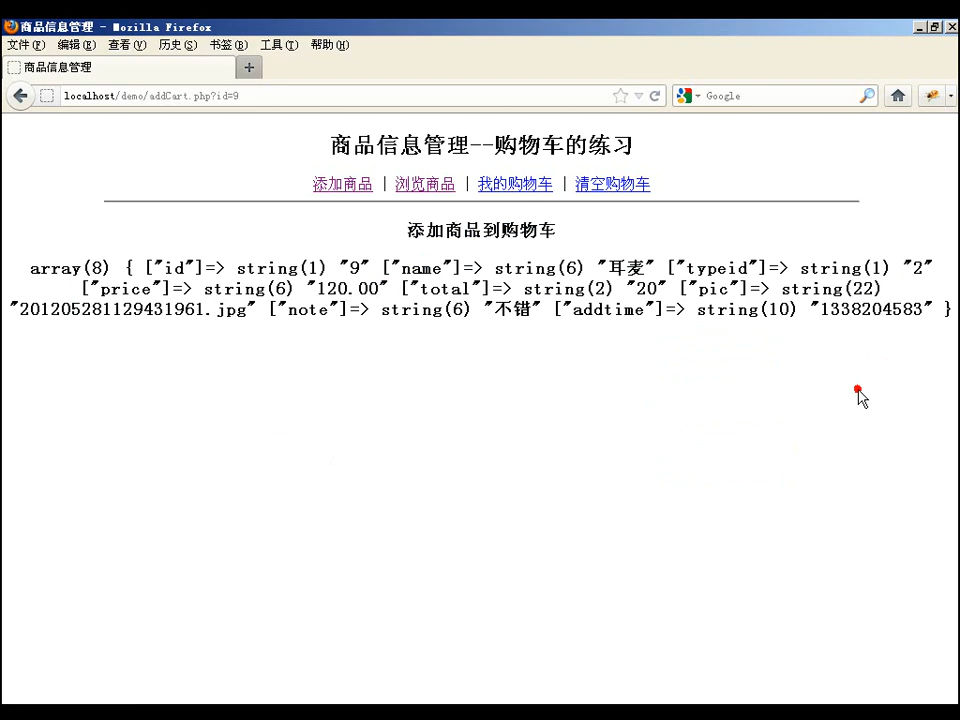 商品信息管理 - Mozilla Firefox
文件(F) 编辑(E) 查看(V) 历史(S) 书签(B) 工具(T) 帮助(H)
商品信息管理
localhost/demo/addCart.php?id=9 Google
商品信息管理--购物车的练习
添加商品 | 浏览商品 | 我的购物车 | 清空购物车
添加商品到购物车
array(8) { ["id"]=> string(1) "9" ["name"]=> string(6) "耳麦" ["typeid"]=> string(1) "2"
["price"]=> string(6) "120.00" ["total"]=> string(2) "20" ["pic"]=> string(22)
"201205281129431961.jpg" ["note"]=> string(6) "不错" ["addtime"]=> string(10) "1338204583" }